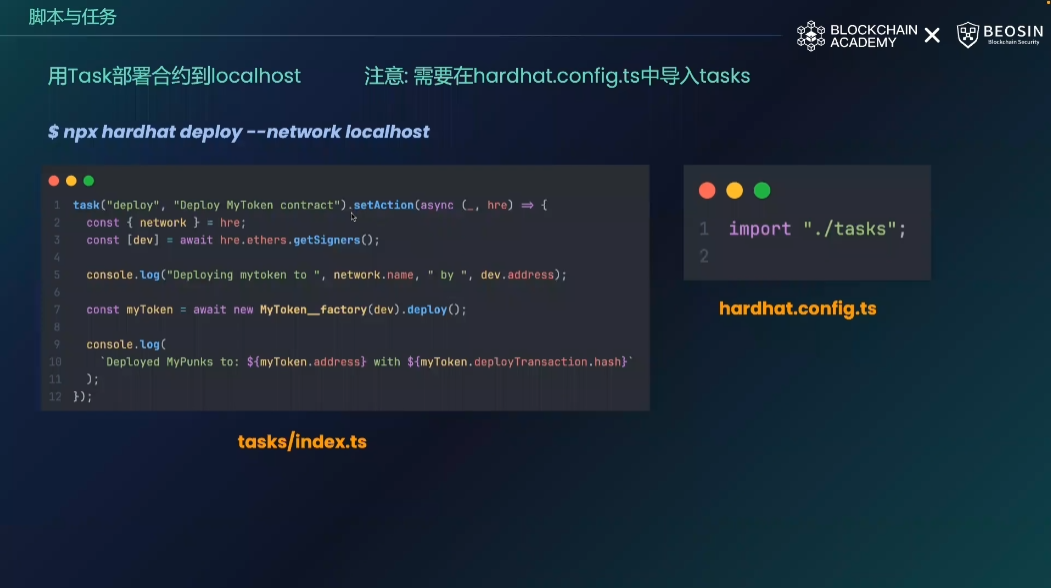 脚本与任务
BLOCKCHAIN ACADEMY
BEOSIN
Blockchain Security
用Task部署合约到localhost
注意: 需要在hardhat.config.ts中导入tasks
$ npx hardhat deploy --network localhost
1 task("deploy", "Deploy MyToken contract").setAction(async (_, hre) => {
2 const { network } = hre;
3 const [dev] = await hre.ethers.getSigners();
4
5 console.log("Deploying mytoken to ", network.name, " by ", dev.address);
6
7 const myToken = await new MyToken__factory(dev).deploy();
8
9 console.log(
10 `Deployed MyPunks to: ${myToken.address} with ${myToken.deployTransaction.hash}`
11 );
12 });
tasks/index.ts
1 import "./tasks";
2
hardhat.config.ts